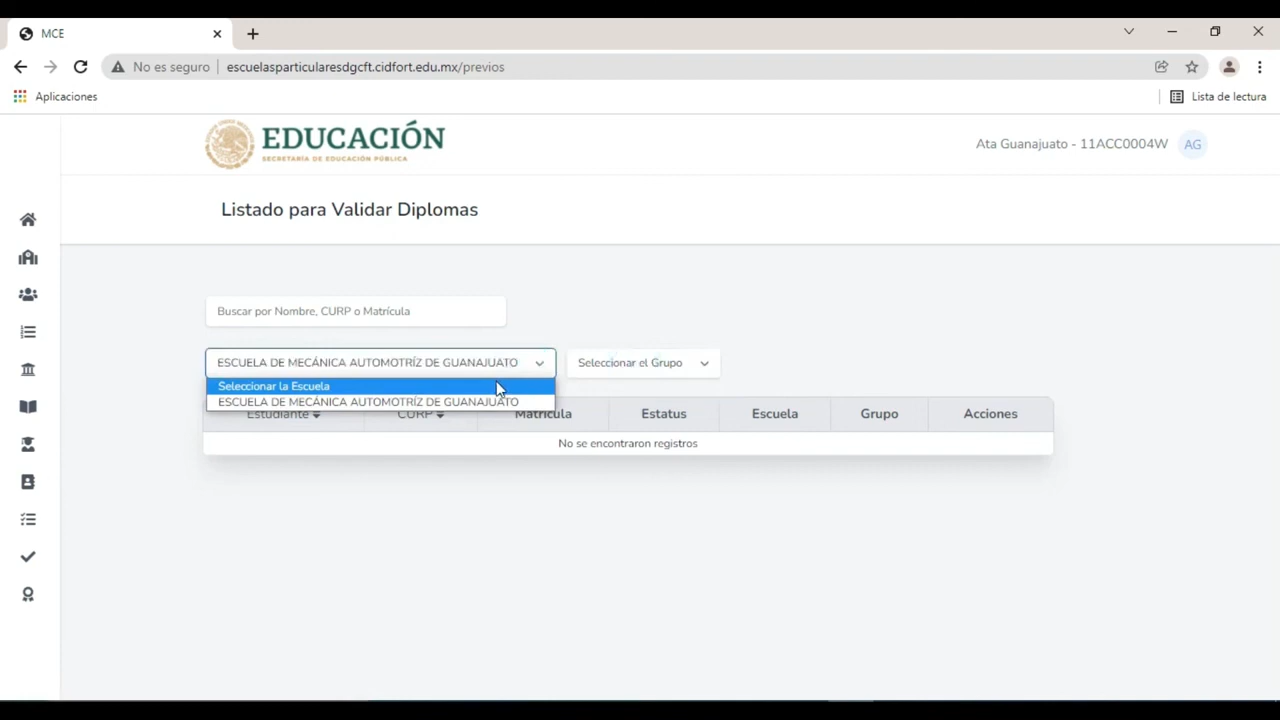 MCE
No es seguro
escuelasparticularesdgcft.cidfort.edu.mx/previos
Aplicaciones
Lista de lectura
EDUCACIÓN
SECRETARÍA DE EDUCACIÓN PÚBLICA
Ata Guanajuato - 11ACC0004W
AG
Listado para Validar Diplomas
Buscar por Nombre, CURP o Matrícula
ESCUELA DE MECÁNICA AUTOMOTRÍZ DE GUANAJUATO
Seleccionar el Grupo
Seleccionar la Escuela
ESCUELA DE MECÁNICA AUTOMOTRÍZ DE GUANAJUATO
Estudiante CURP Matrícula Estatus Escuela Grupo Acciones
No se encontraron registros